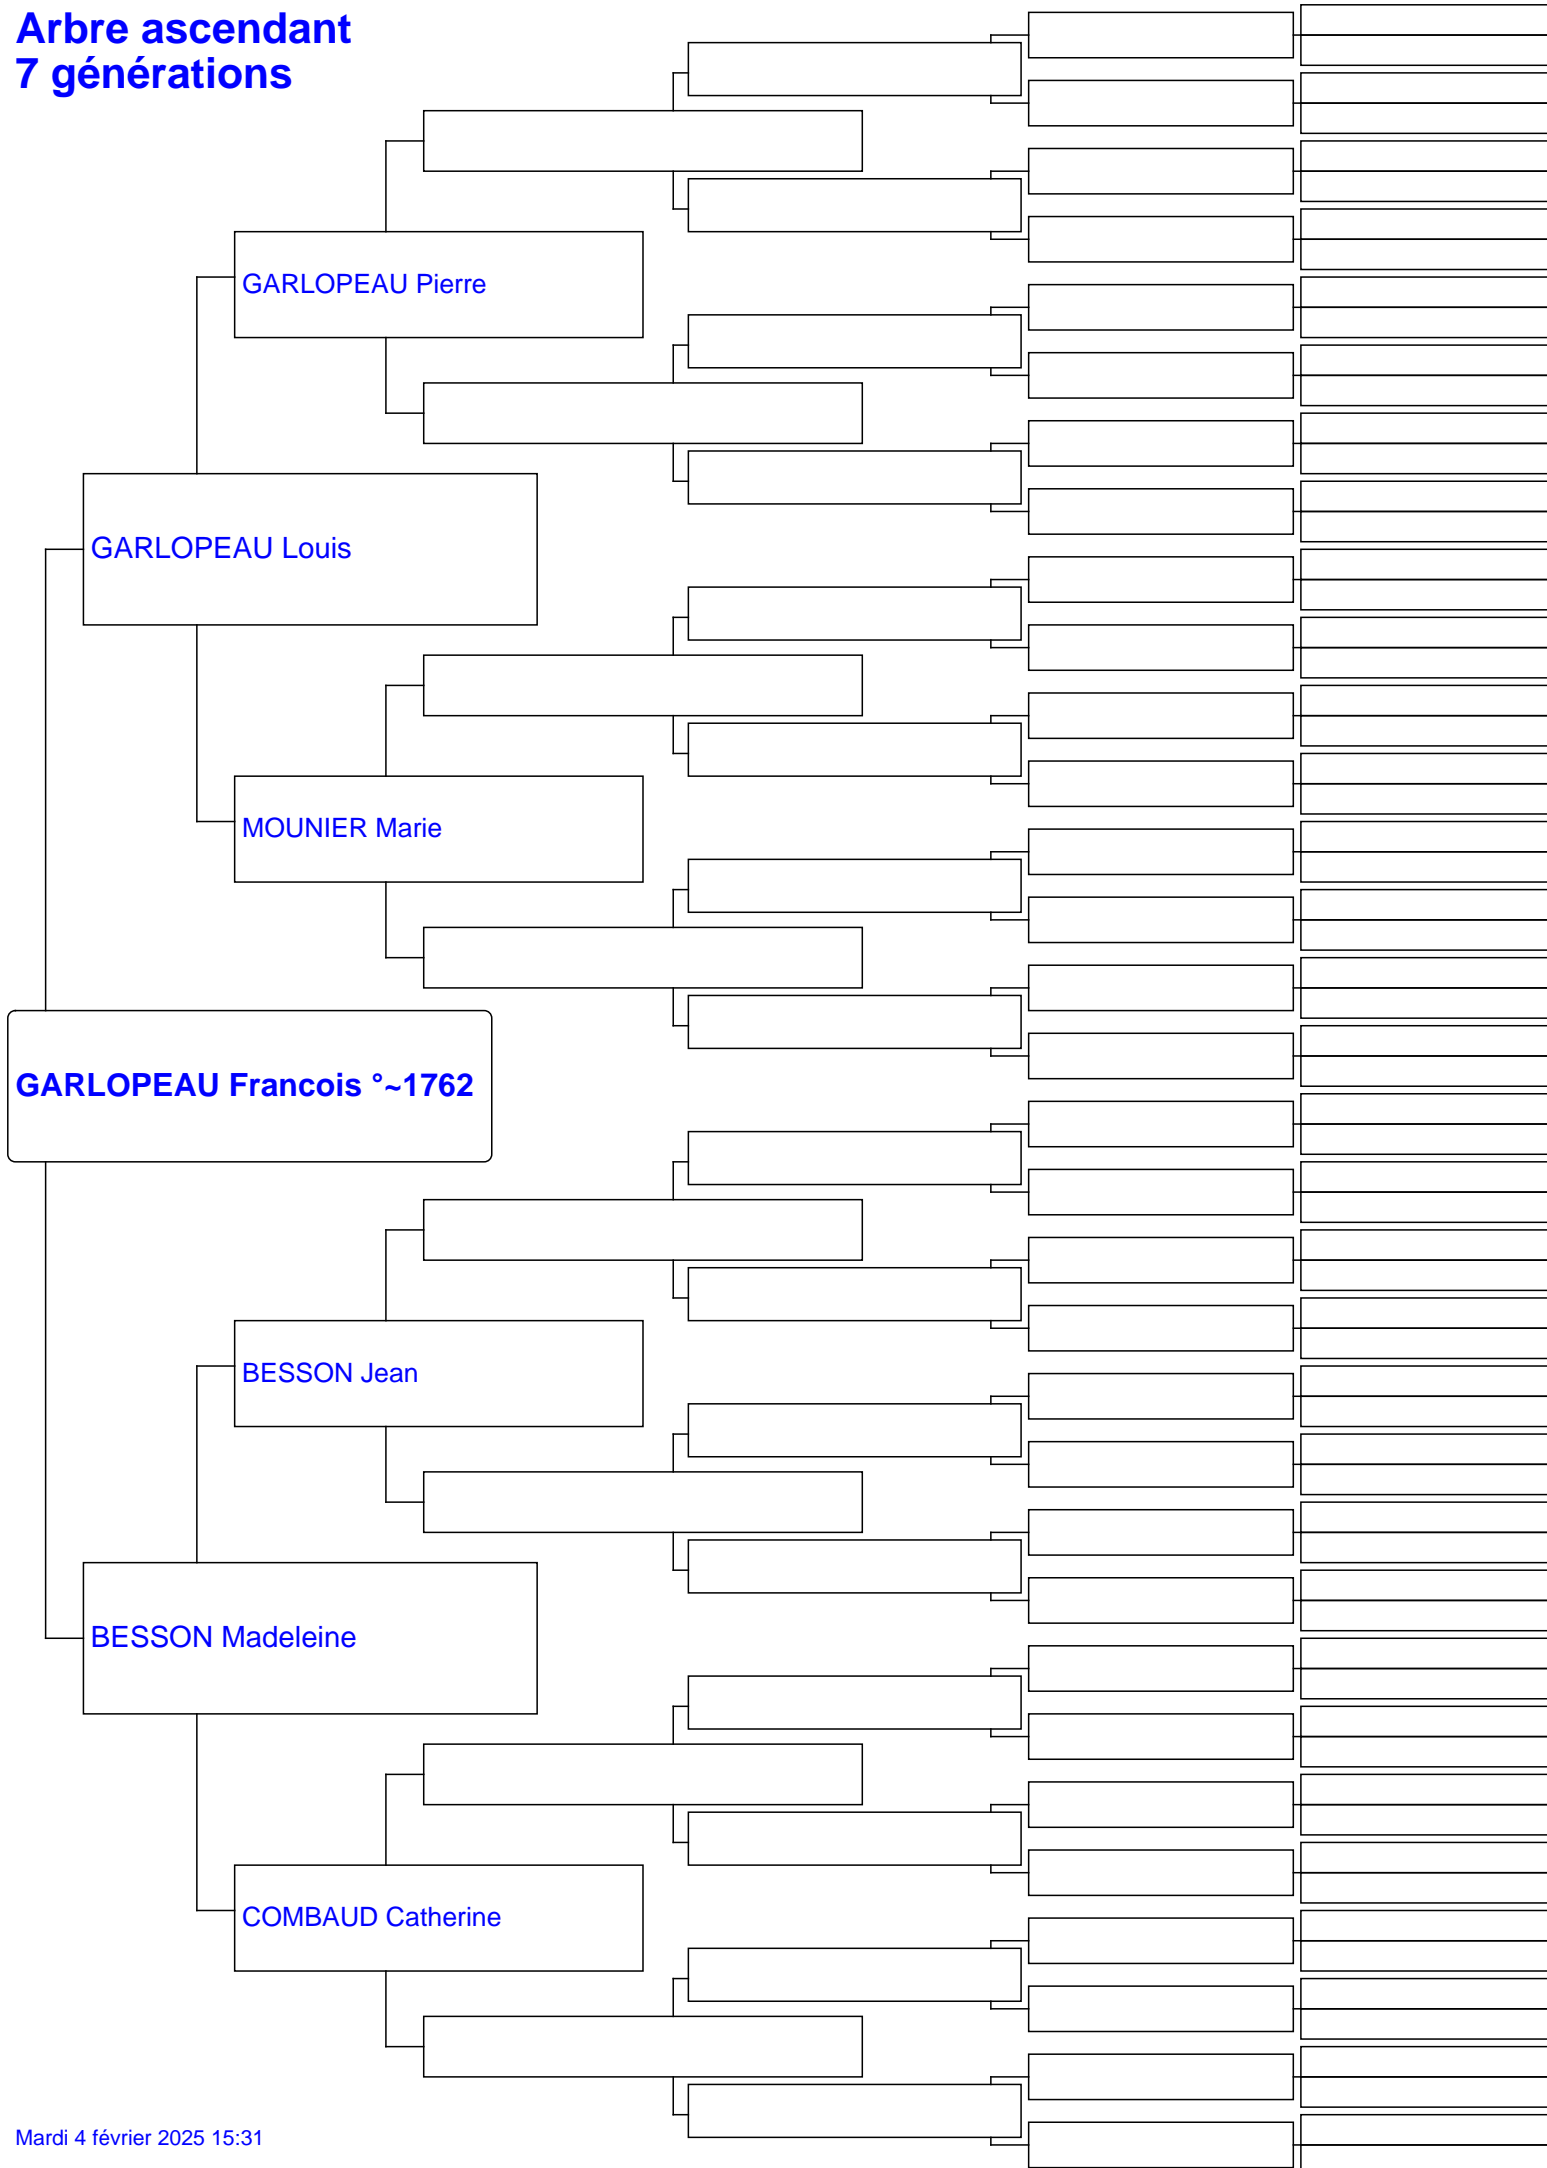 Arbre ascendant
7 générations
GARLOPEAU Pierre
GARLOPEAU Louis
MOUNIER Marie
GARLOPEAU Francois °~1762
BESSON Jean
BESSON Madeleine
COMBAUD Catherine
Mardi 4 février 2025 15:31